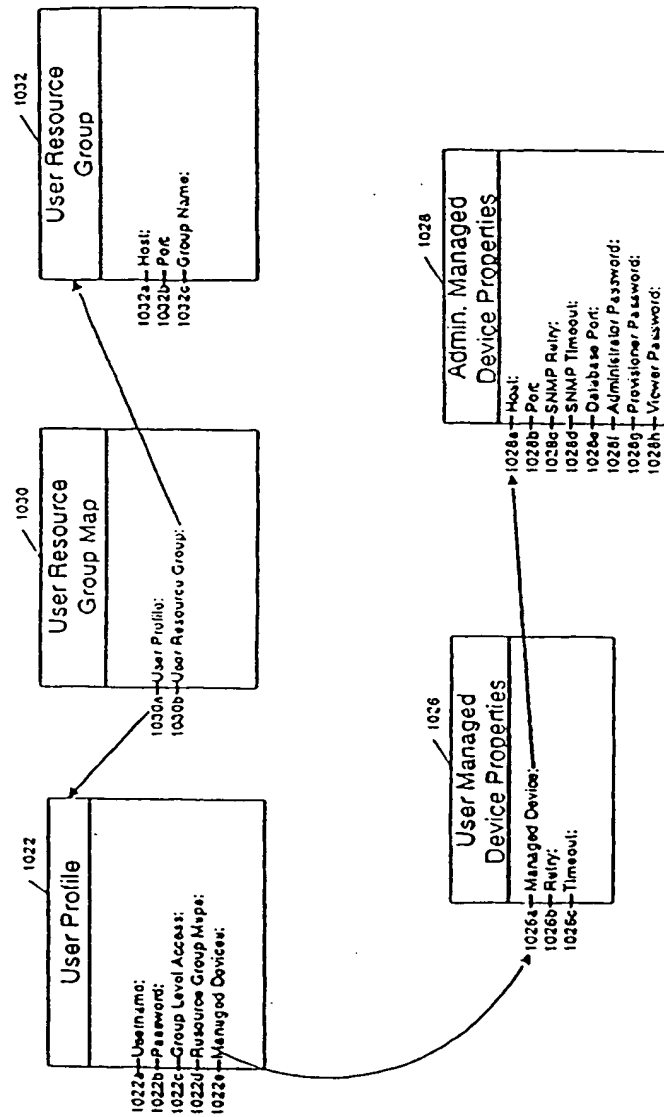 1022
User Profile
1022a Username:
1022b Password:
1022c Group Level Access:
1022d Resource Group Maps:
1022e Managed Devices:
1030
User Resource
Group Map
1030a User Profile:
1030b User Resource Group:
1032
User Resource
Group
1032a Host:
1032b Port
1032c Group Name:
1026
User Managed
Device Properties
1026a Managed Device:
1026b Retry:
1026c Timeout:
1028
Admin. Managed
Device Properties
1028a Host:
1028b Port
1028c SNMP Retry:
1028d SNMP Timeout:
1028e Database Port:
1028f Administrator Password:
1028g Provisioner Password:
1028h Viewer Password: